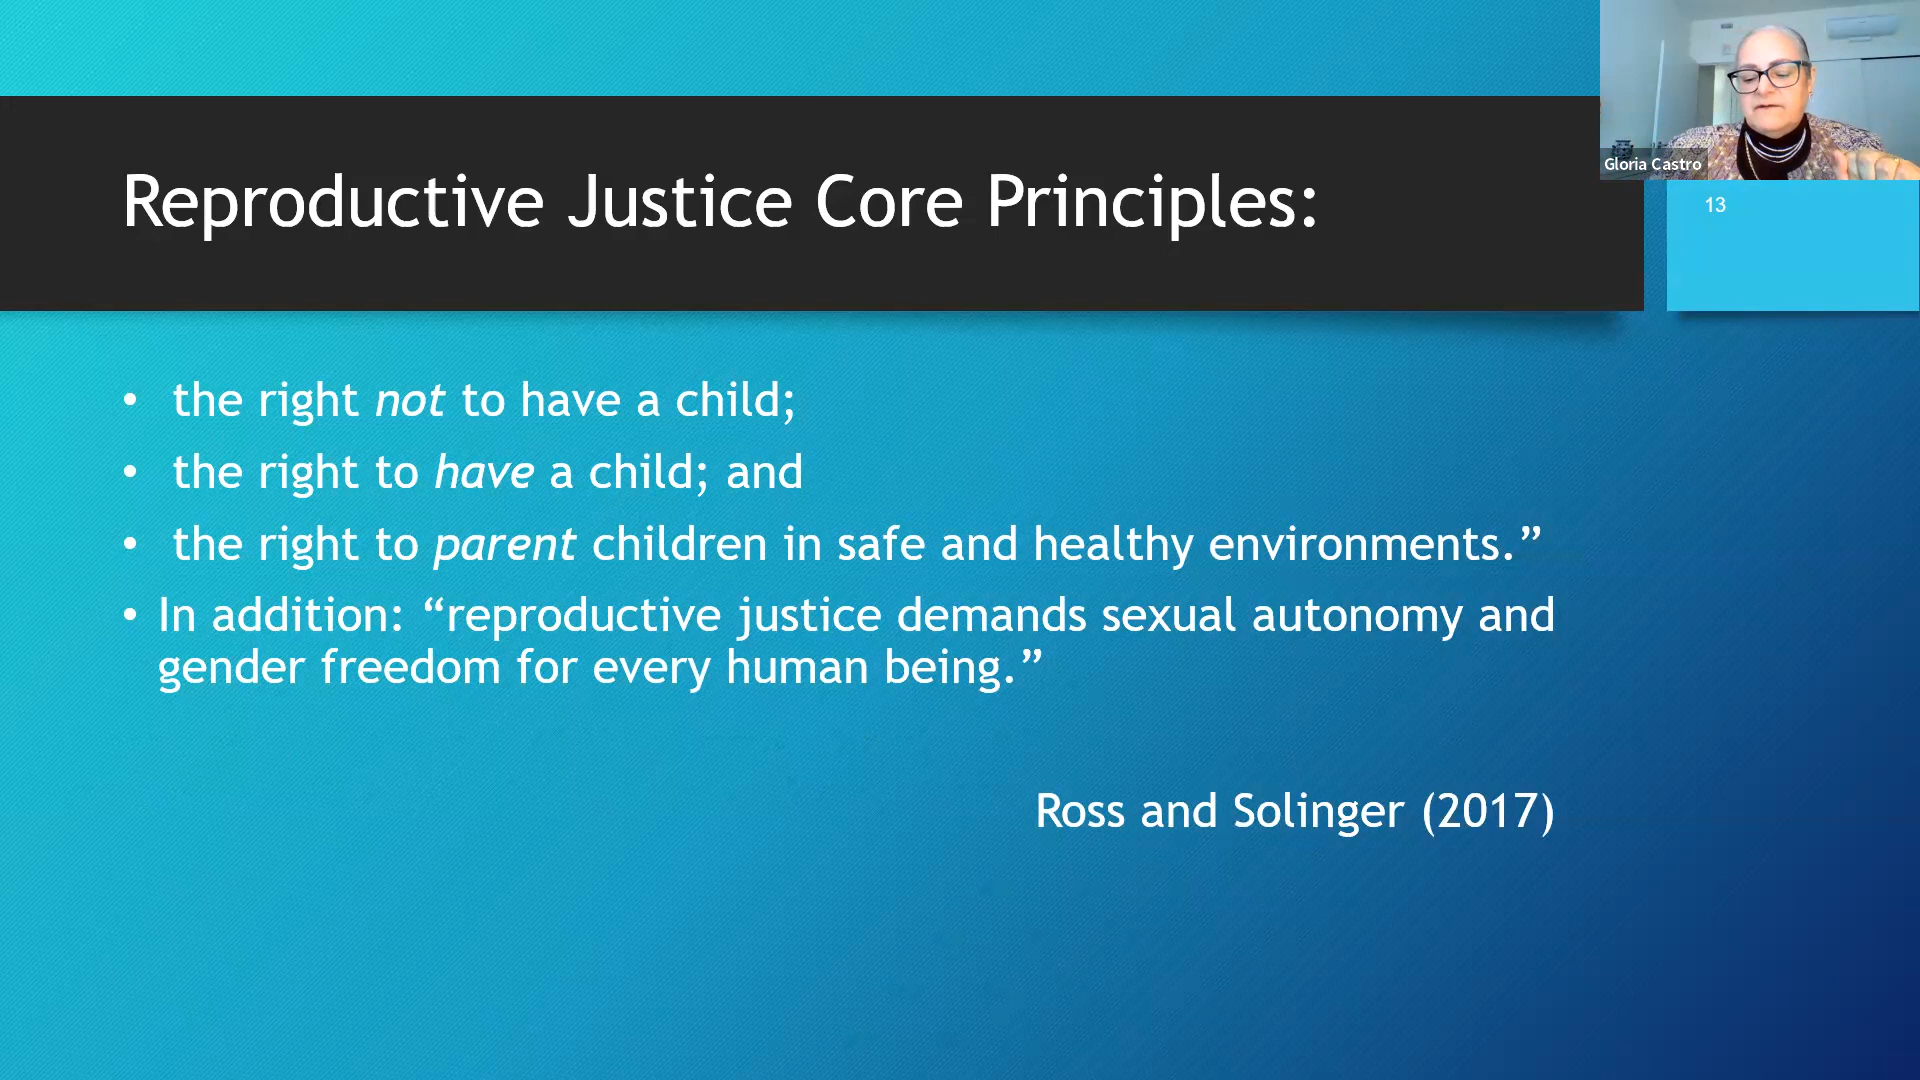 Reproductive Justice Core Principles:
Gloria Castro
13
• the right not to have a child;
• the right to have a child; and
• the right to parent children in safe and healthy environments.”
• In addition: “reproductive justice demands sexual autonomy and
gender freedom for every human being.”
Ross and Solinger (2017)